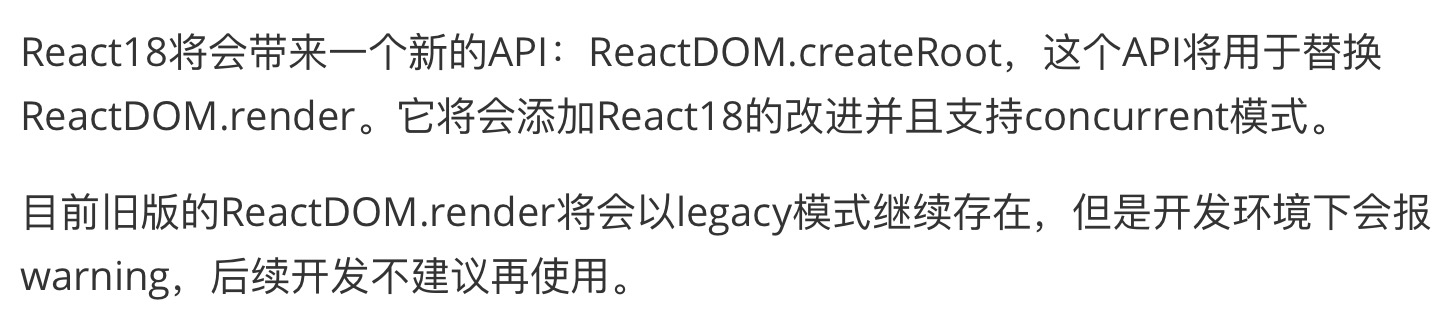 React18将会带来一个新的API：ReactDOM.createRoot，这个API将用于替换
ReactDOM.render。它将会添加React18的改进并且支持concurrent模式。
目前旧版的ReactDOM.render将会以legacy模式继续存在，但是开发环境下会报
warning，后续开发不建议再使用。